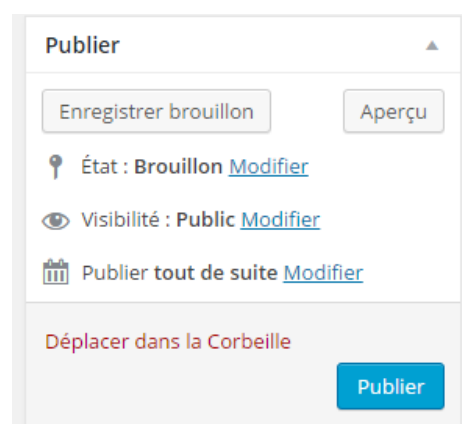 Publier
Enregistrer brouillon Aperçu
État : Brouillon Modifier
Visibilité : Public Modifier
Publier tout de suite Modifier
Déplacer dans la Corbeille
Publier